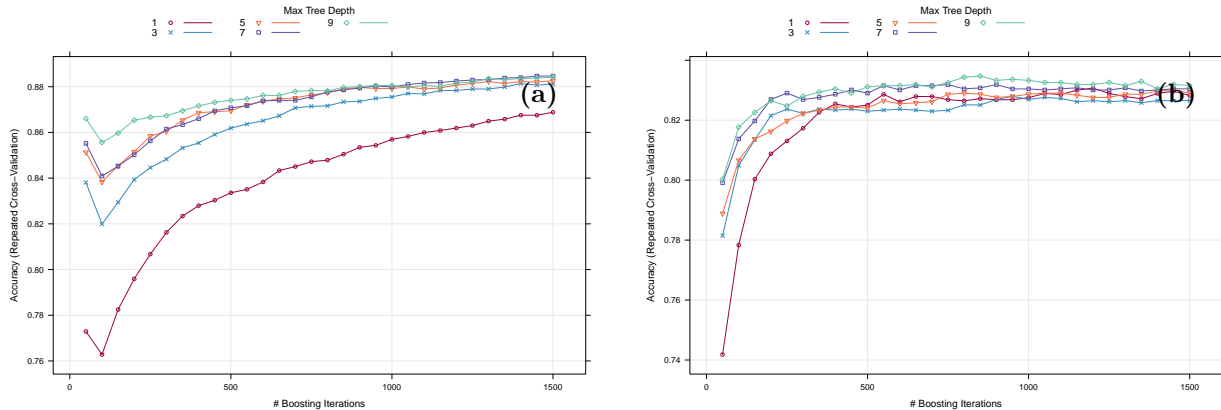 Max Tree Depth
1 5 9
3 7
0.88
0.86
0.84
0.82
0.80
0.78
0.76
Accuracy (Repeated Cross−Validation)
0 500 1000 1500
# Boosting Iterations
(a)
Max Tree Depth
1 5 9
3 7
0.82
0.80
0.78
0.76
0.74
Accuracy (Repeated Cross−Validation)
0 500 1000 1500
# Boosting Iterations
(b)